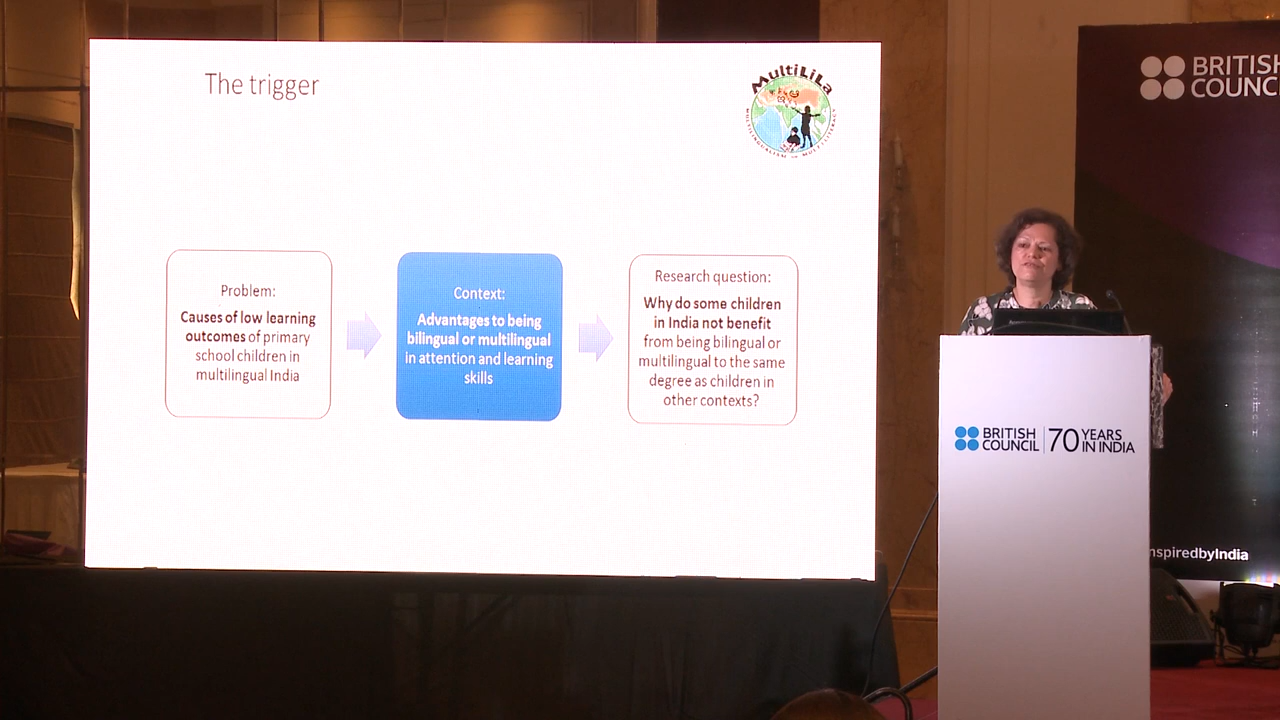 The trigger
MultiLiLa
MULTILINGUALISM MULTILITERACY
Problem:
Causes of low learning
outcomes of primary
school children in
multilingual India
Context:
Advantages to being
bilingual or multilingual
in attention and learning
skills
Research question:
Why do some children
in India not benefit
from being bilingual or
multilingual to the same
degree as children in
other contexts?
BRITISH
COUNC
BRITISH
COUNCIL
70 YEARS
IN INDIA
nspiredbyIndia